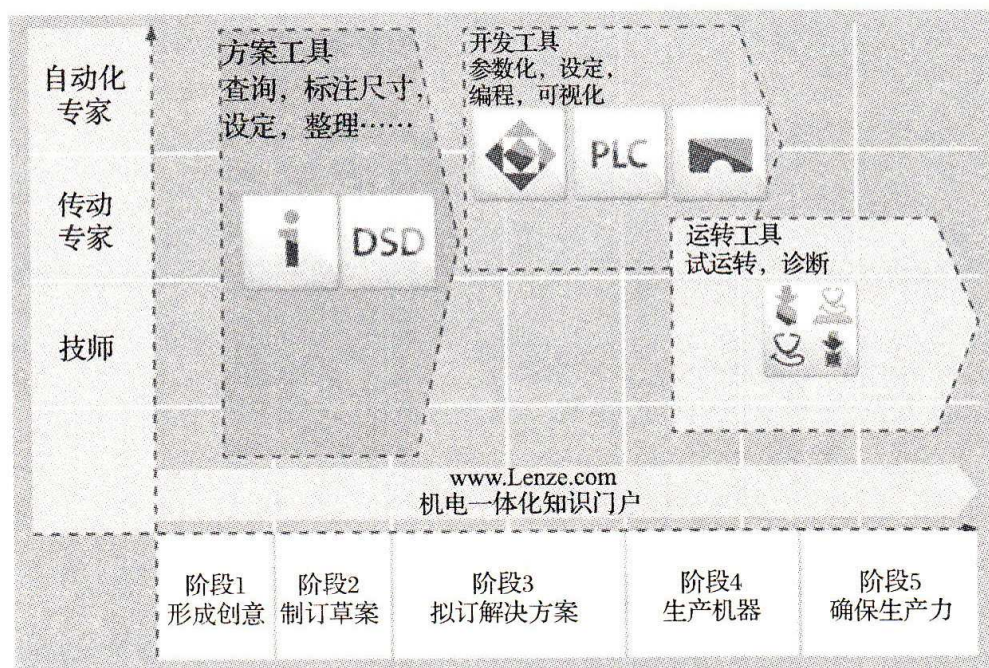 自动化
专家
传动
专家
技师
方案工具
查询，标注尺寸，
设定，整理……
i
DSD
开发工具
参数化，设定，
编程，可视化
PLC
运转工具
试运转，诊断
www.Lenze.com
机电一体化知识门户
阶段1
形成创意
阶段2
制订草案
阶段3
拟订解决方案
阶段4
生产机器
阶段5
确保生产力